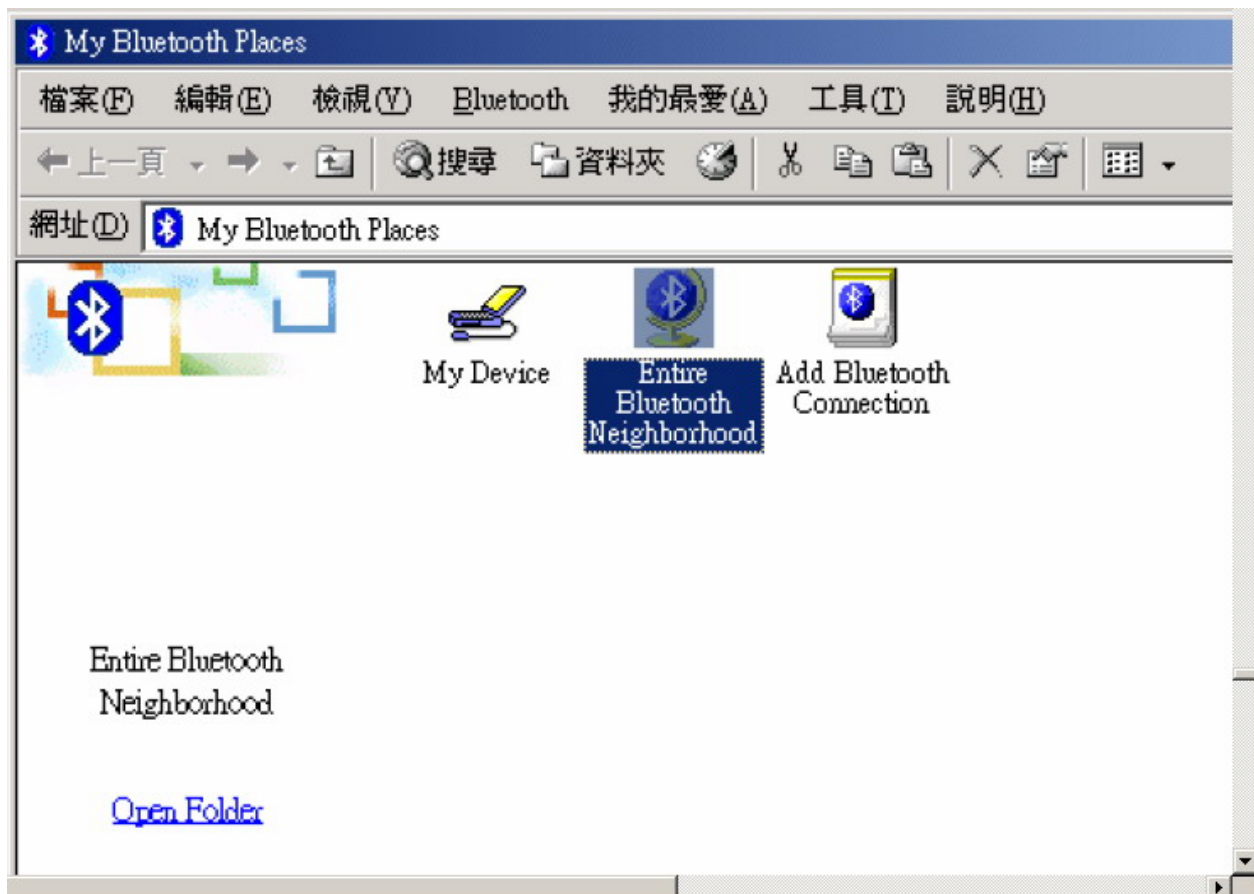 My Bluetooth Places
檔案(F) 編輯(E) 檢視(V) Bluetooth 我的最愛(A) 工具(T) 說明(H)
上一頁 搜尋 資料夾
網址(D) My Bluetooth Places
My Device
Entire
Bluetooth
Neighborhood
Add Bluetooth
Connection
Entire Bluetooth
Neighborhood
Open Folder